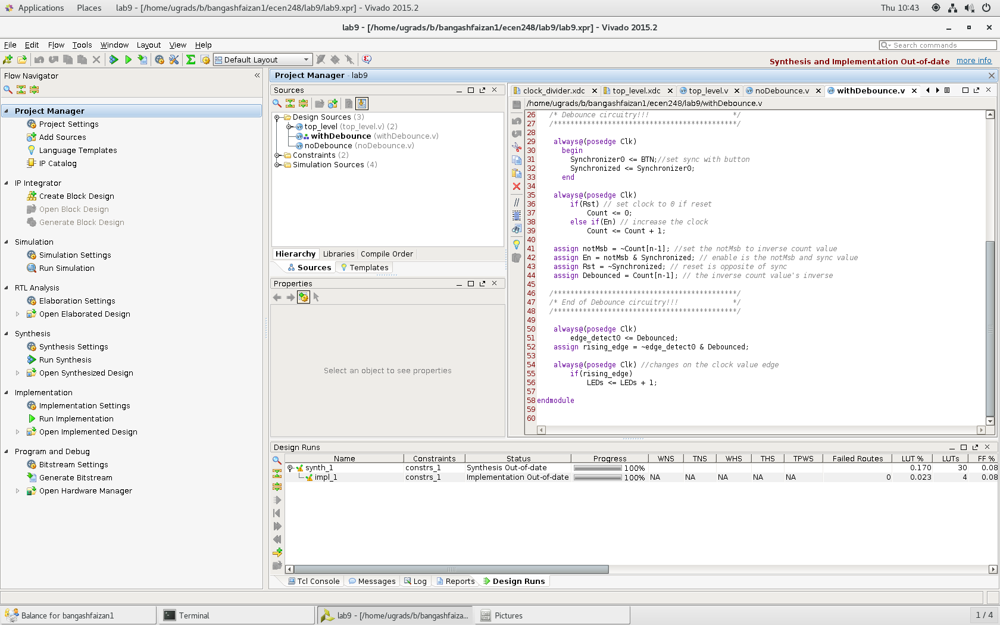 Applications Places lab9 - [/home/ugrads/b/bangashfaizan1/ecen248/lab9/lab9.xpr] - Vivado 2015.2 Thu 10:43
lab9 - [/home/ugrads/b/bangashfaizan1/ecen248/lab9/lab9.xpr] - Vivado 2015.2
File Edit Flow Tools Window Layout View Help
Search commands
Default Layout
Synthesis and Implementation Out-of-date more info
Flow Navigator
Project Manager
Project Settings
Add Sources
Language Templates
IP Catalog
IP Integrator
Create Block Design
Open Block Design
Generate Block Design
Simulation
Simulation Settings
Run Simulation
RTL Analysis
Elaboration Settings
Open Elaborated Design
Synthesis
Synthesis Settings
Run Synthesis
Open Synthesized Design
Implementation
Implementation Settings
Run Implementation
Open Implemented Design
Program and Debug
Bitstream Settings
Generate Bitstream
Open Hardware Manager
Project Manager - lab9
Sources
Design Sources (3)
top_level (top_level.v) (2)
withDebounce (withDebounce.v)
noDebounce (noDebounce.v)
Constraints (2)
Simulation Sources (4)
Hierarchy Libraries Compile Order
Sources Templates
Properties
Select an object to see properties
clock_divider.xdc top_level.xdc top_level.v noDebounce.v withDebounce.v
/home/ugrads/b/bangashfaizan1/ecen248/lab9/withDebounce.v
26 /* Debounce circuitry!!! */
27 /********************************************/
28
29 always@(posedge Clk)
30 begin
31 Synchronizer0 <= BTN;//set sync with button
32 Synchronized <= Synchronizer0;
33 end
34
35 always@(posedge Clk)
36 if(Rst) // set clock to 0 if reset
37 Count <= 0;
38 else if(En) // increase the clock
39 Count <= Count + 1;
40
41 assign notMsb = ~Count[n-1]; //set the notMsb to inverse count value
42 assign En = notMsb & Synchronized; // enable is the notMsb and sync value
43 assign Rst = ~Synchronized; // reset is opposite of sync
44 assign Debounced = Count[n-1]; // the inverse count value's inverse
45
46 /********************************************/
47 /* End of Debounce circuitry!!! */
48 /********************************************/
49
50 always@(posedge Clk)
51 edge_detect0 <= Debounced;
52 assign rising_edge = ~edge_detect0 & Debounced;
53
54 always@(posedge Clk) //changes on the clock value edge
55 if(rising_edge)
56 LEDs <= LEDs + 1;
57
58 endmodule
59
60
Design Runs
Name Constraints Status Progress WNS TNS WHS THS TPWS Failed Routes LUT % LUTs FF %
synth_1 constrs_1 Synthesis Out-of-date 100% 0.170 30 0.08
impl_1 constrs_1 Implementation Out-of-date 100% NA NA NA NA NA 0 0.023 4 0.08
Tcl Console Messages Log Reports Design Runs
Balance for bangashfaizan1 Terminal lab9 - [/home/ugrads/b/bangashfaiza... Pictures 1 / 4